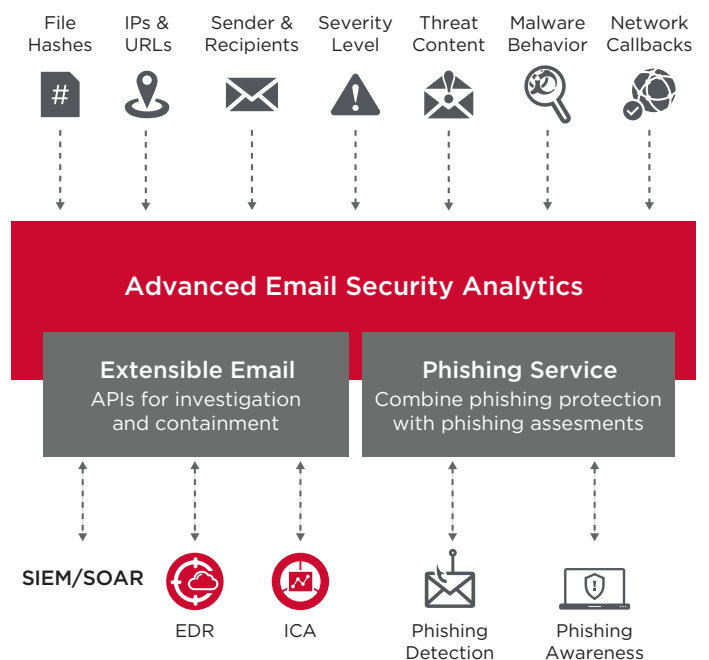 File
Hashes
IPs &
URLs
Sender &
Recipients
Severity
Level
Threat
Content
Malware
Behavior
Network
Callbacks
#
Advanced Email Security Analytics
Extensible Email
APIs for investigation
and containment
Phishing Service
Combine phishing protection
with phishing assesments
SIEM/SOAR
EDR
ICA
Phishing
Detection
Phishing
Awareness